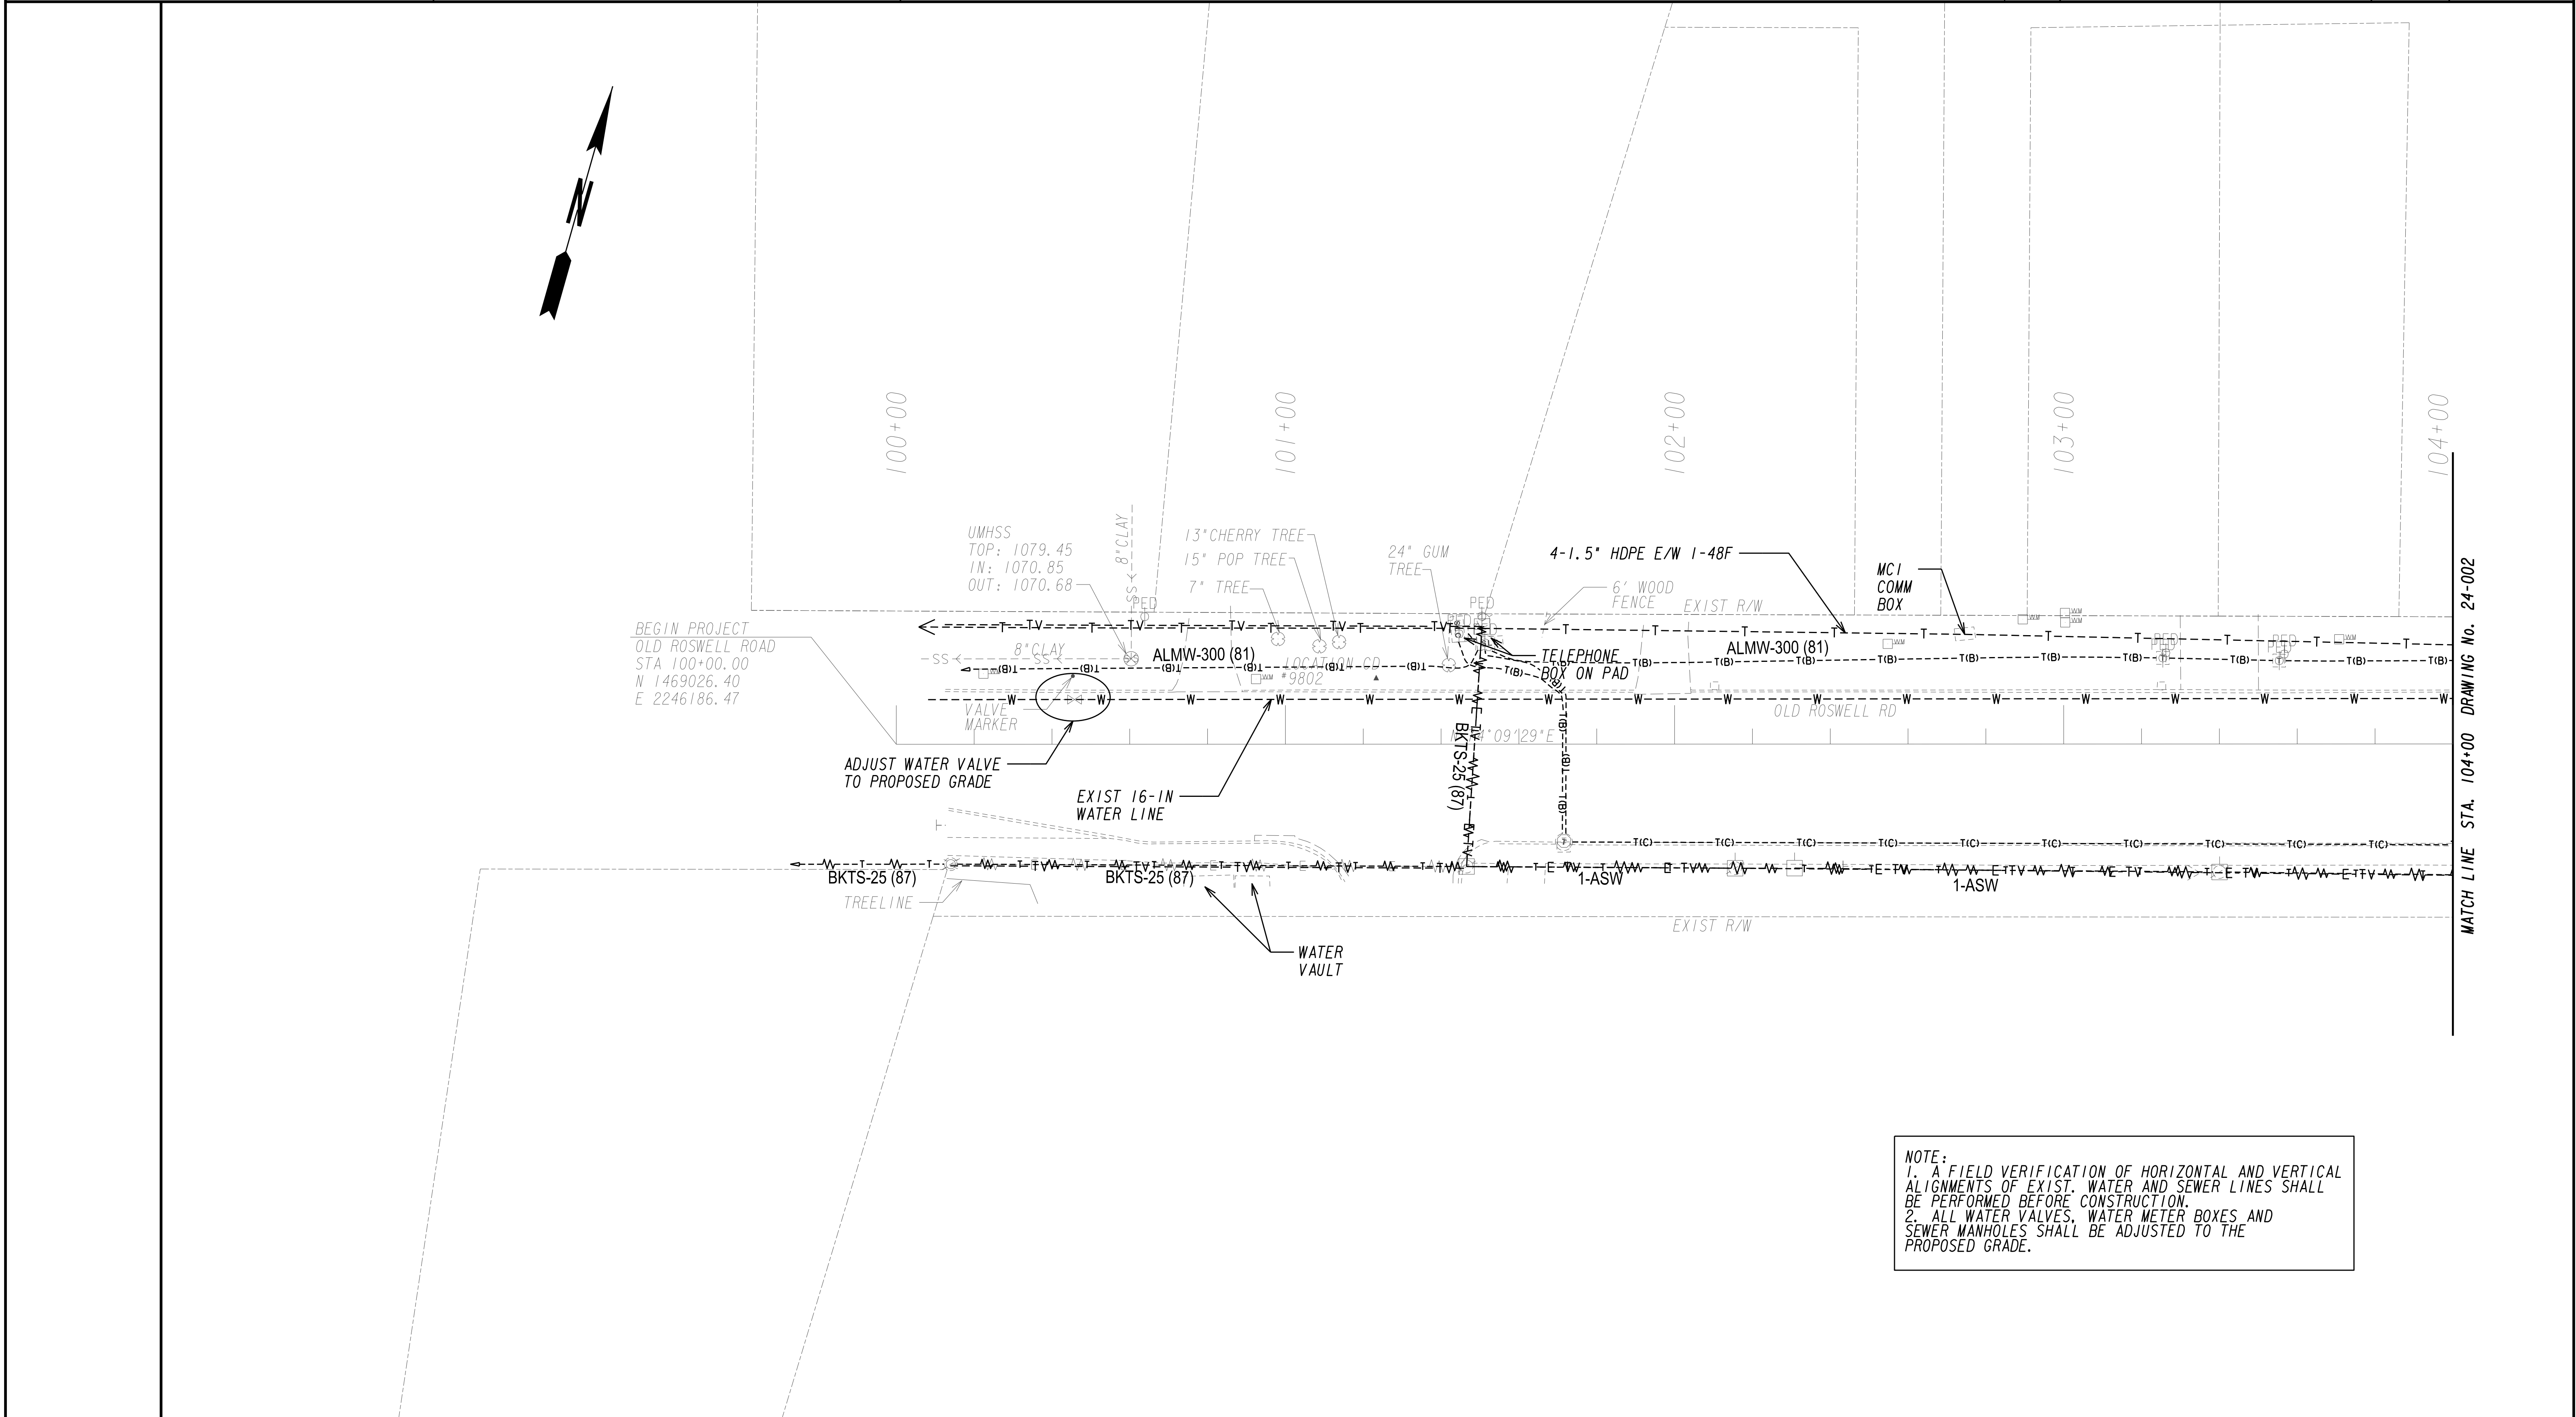 N
100+00
101+00
102+00
103+00
104+00
UMHSS
TOP: 1079.45
IN: 1070.85
OUT: 1070.68
8"CLAY
SS
13"CHERRY TREE
15" POP TREE
7" TREE
24" GUM
TREE
4-1.5" HDPE E/W 1-48F
MCI
COMM
BOX
6' WOOD
FENCE
EXIST R/W
PED
PED
PED
PED
BEGIN PROJECT
OLD ROSWELL ROAD
STA 100+00.00
N 1469026.40
E 2246186.47
8"CLAY
SS
SS
ALMW-300 (81)
LOCATION CD
#9802
TELEPHONE
BOX ON PAD
ALMW-300 (81)
VALVE
MARKER
OLD ROSWELL RD
ADJUST WATER VALVE
TO PROPOSED GRADE
EXIST 16-IN
WATER LINE
BKTS-25 (87)
BKTS-25 (87)
BKTS-25 (87)
1-ASW
1-ASW
TREELINE
EXIST R/W
WATER
VAULT
MATCH LINE STA. 104+00 DRAWING No. 24-002
NOTE:
1. A FIELD VERIFICATION OF HORIZONTAL AND VERTICAL
ALIGNMENTS OF EXIST. WATER AND SEWER LINES SHALL
BE PERFORMED BEFORE CONSTRUCTION.
2. ALL WATER VALVES, WATER METER BOXES AND
SEWER MANHOLES SHALL BE ADJUSTED TO THE
PROPOSED GRADE.